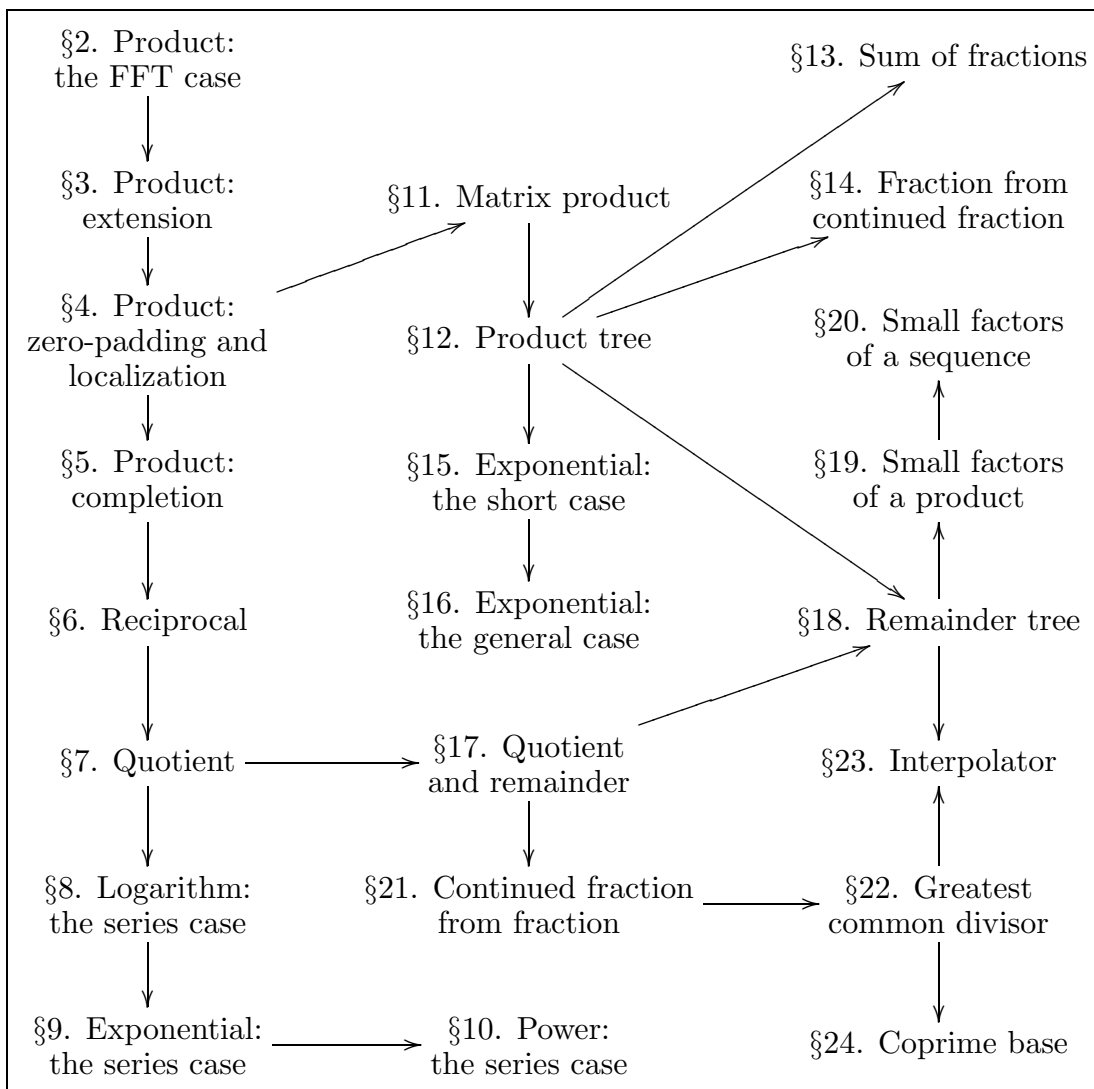 §2. Product:
the FFT case
§13. Sum of fractions
§3. Product:
extension
§11. Matrix product
§14. Fraction from
continued fraction
§4. Product:
zero-padding and
localization
§12. Product tree
§20. Small factors
of a sequence
§5. Product:
completion
§15. Exponential:
the short case
§19. Small factors
of a product
§6. Reciprocal
§16. Exponential:
the general case
§18. Remainder tree
§7. Quotient
§17. Quotient
and remainder
§23. Interpolator
§8. Logarithm:
the series case
§21. Continued fraction
from fraction
§22. Greatest
common divisor
§9. Exponential:
the series case
§10. Power:
the series case
§24. Coprime base